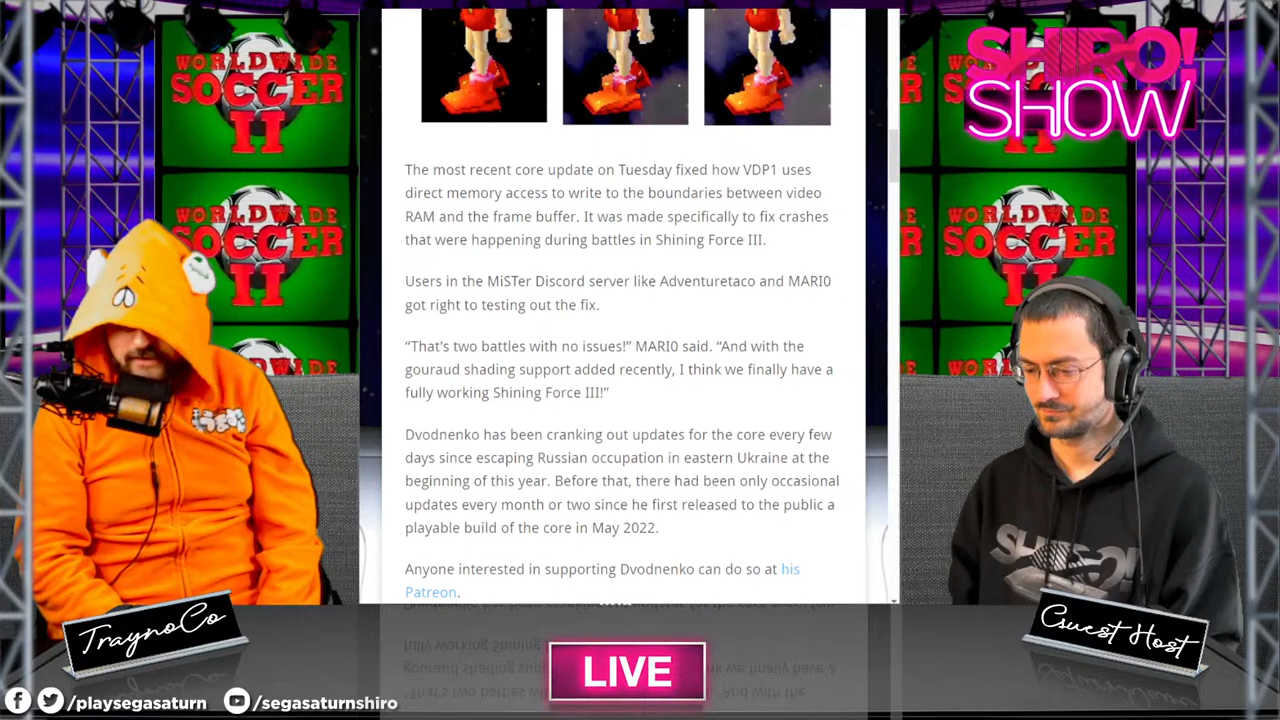 WORLDWIDE
SOCCER
II
WORLDWIDE
SOCCER
II
WORLDWIDE
SOCCER
II
WORLDWIDE
SOCCER
II
SHIRO!
SHOW
The most recent core update on Tuesday fixed how VDP1 uses
direct memory access to write to the boundaries between video
RAM and the frame buffer. It was made specifically to fix crashes
that were happening during battles in Shining Force III.
Users in the MiSTer Discord server like Adventuretaco and MARI0
got right to testing out the fix.
“That’s two battles with no issues!” MARI0 said. “And with the
gouraud shading support added recently, I think we finally have a
fully working Shining Force III!”
Dvodnenko has been cranking out updates for the core every few
days since escaping Russian occupation in eastern Ukraine at the
beginning of this year. Before that, there had been only occasional
updates every month or two since he first released to the public a
playable build of the core in May 2022.
Anyone interested in supporting Dvodnenko can do so at his
Patreon.
SHIRO!
TraynoCo
Guest Host
LIVE
/playsegasaturn
/segasaturnshiro